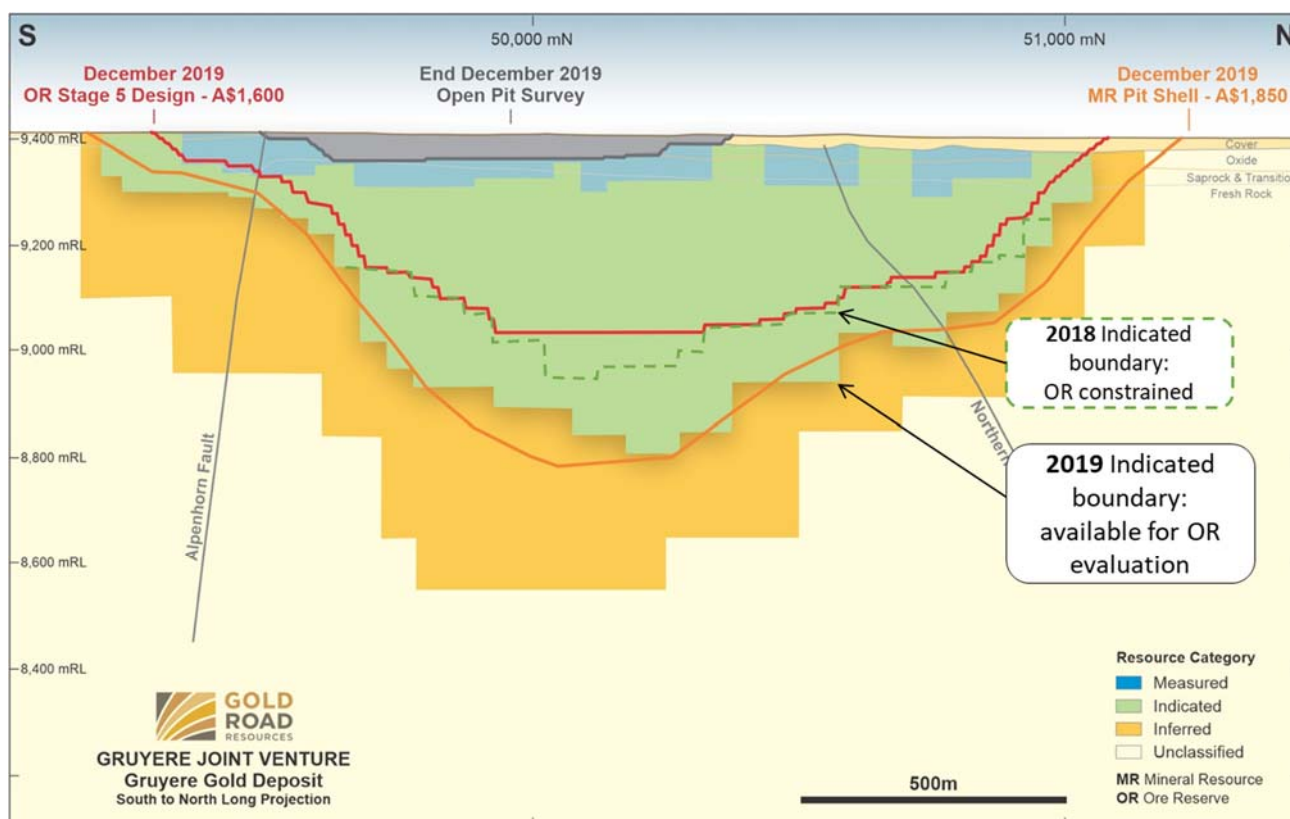 S
50,000 mN
51,000 mN
N
December 2019
OR Stage 5 Design - A$1,600
End December 2019
Open Pit Survey
December 2019
MR Pit Shell - A$1,850
9,400 mRL
9,200 mRL
9,000 mRL
8,800 mRL
8,600 mRL
8,400 mRL
Cover
Oxide
Saprock & Transition
Fresh Rock
Alpenhorn Fault
Northern
2018 Indicated
boundary:
OR constrained
2019 Indicated
boundary:
available for OR
evaluation
GOLD
ROAD
RESOURCES
GRUYERE JOINT VENTURE
Gruyere Gold Deposit
South to North Long Projection
500m
Resource Category
Measured
Indicated
Inferred
Unclassified
MR Mineral Resource
OR Ore Reserve